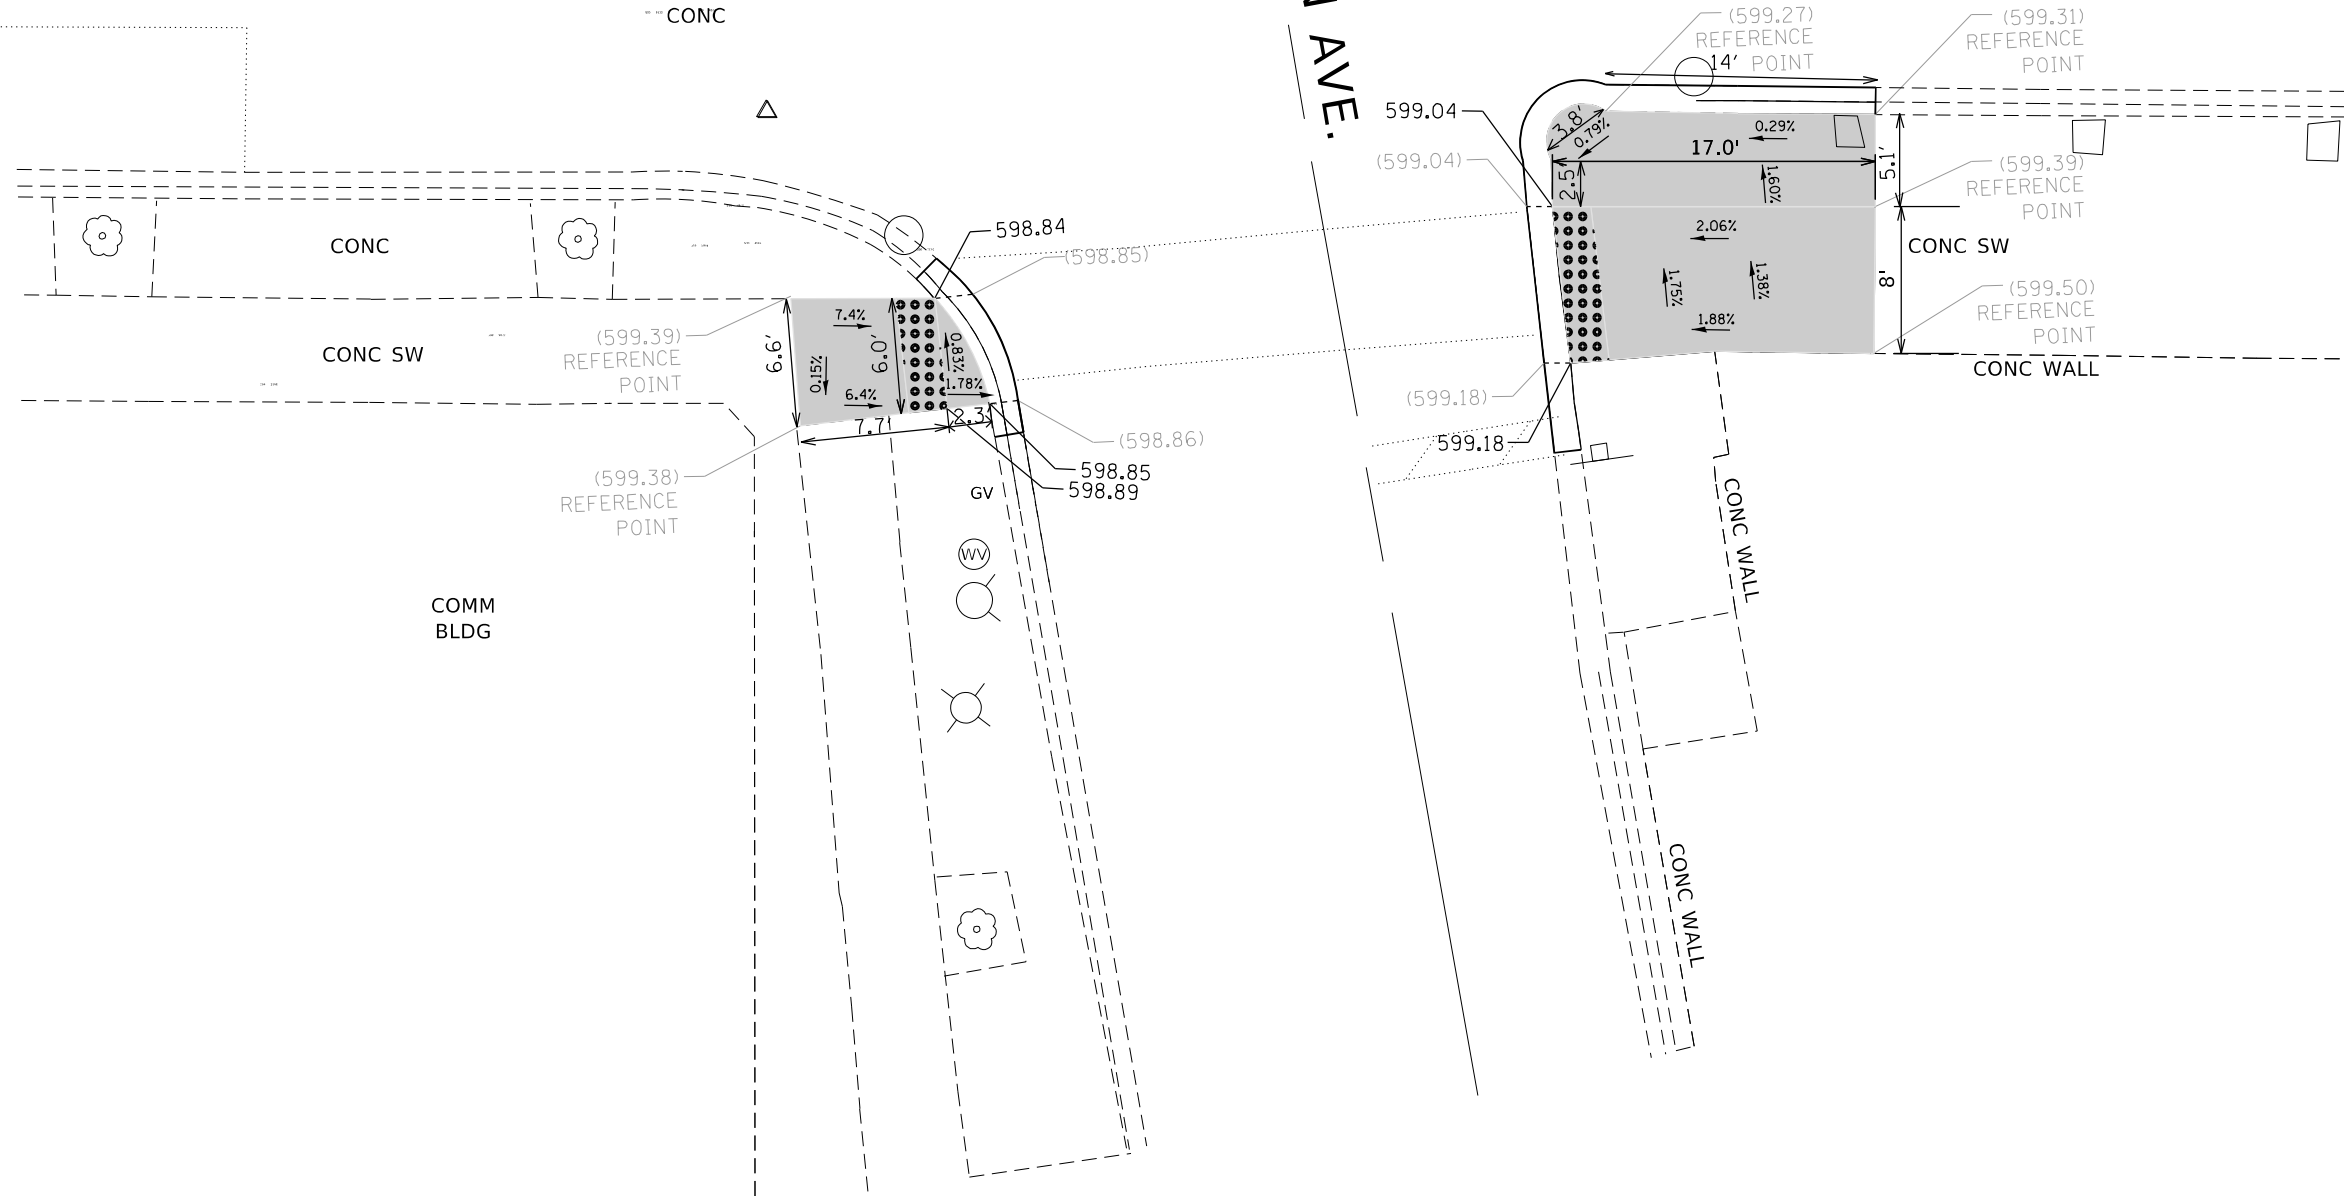 CONC
N AVE.
(599.27)
REFERENCE
POINT
14'
(599.31)
REFERENCE
POINT
599.04
(599.04)
3.8'
0.79%
0.29%
17.0'
2.5'
1.60%
5.1'
(599.39)
REFERENCE
POINT
CONC
598.84
(598.85)
2.06%
CONC SW
1.75%
1.38%
8'
(599.50)
REFERENCE
POINT
1.88%
CONC WALL
(599.39)
REFERENCE
POINT
CONC SW
6.6'
7.4%
6.0'
0.83%
0.15%
6.4%
1.78%
7.7'
2.3'
(599.18)
599.18
(598.86)
598.85
598.89
(599.38)
REFERENCE
POINT
GV
WV
CONC WALL
COMM
BLDG
CONC WALL